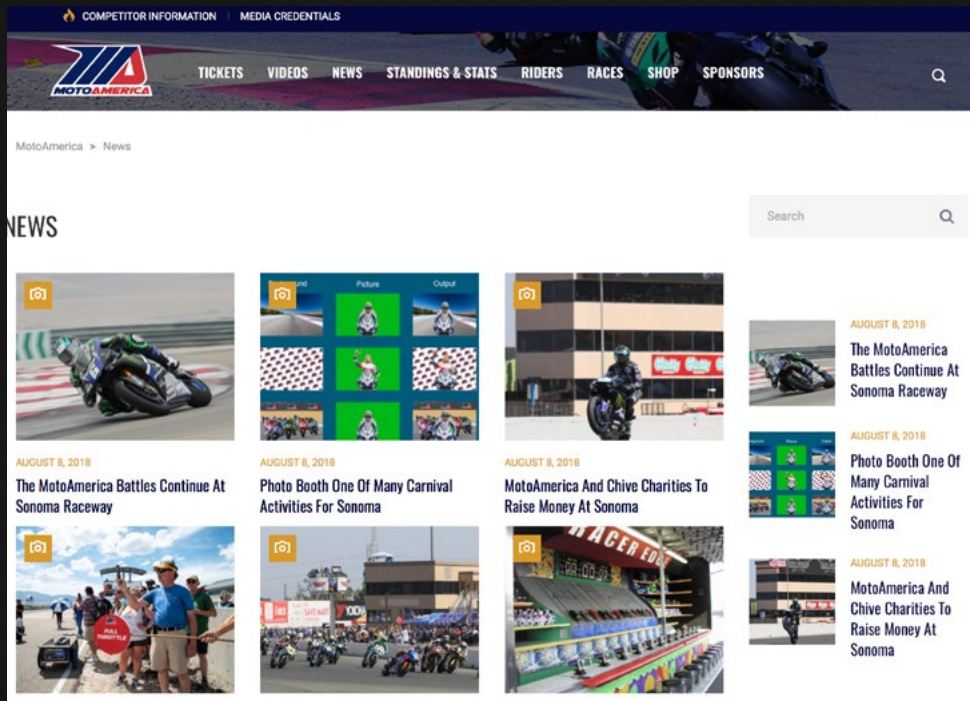 COMPETITOR INFORMATION
MEDIA CREDENTIALS
MOTOAMERICA
TICKETS
VIDEOS
NEWS
STANDINGS & STATS
RIDERS
RACES
SHOP
SPONSORS
MotoAmerica > News
NEWS
Search
Picture
Output
AUGUST 8, 2018
The MotoAmerica Battles Continue At
Sonoma Raceway
AUGUST 8, 2018
Photo Booth One Of Many Carnival
Activities For Sonoma
AUGUST 8, 2018
MotoAmerica And Chive Charities To
Raise Money At Sonoma
FULL
THROTTLE
RACER EDGE
AUGUST 8, 2018
The MotoAmerica
Battles Continue At
Sonoma Raceway
AUGUST 8, 2018
Photo Booth One Of
Many Carnival
Activities For
Sonoma
AUGUST 8, 2018
MotoAmerica And
Chive Charities To
Raise Money At
Sonoma